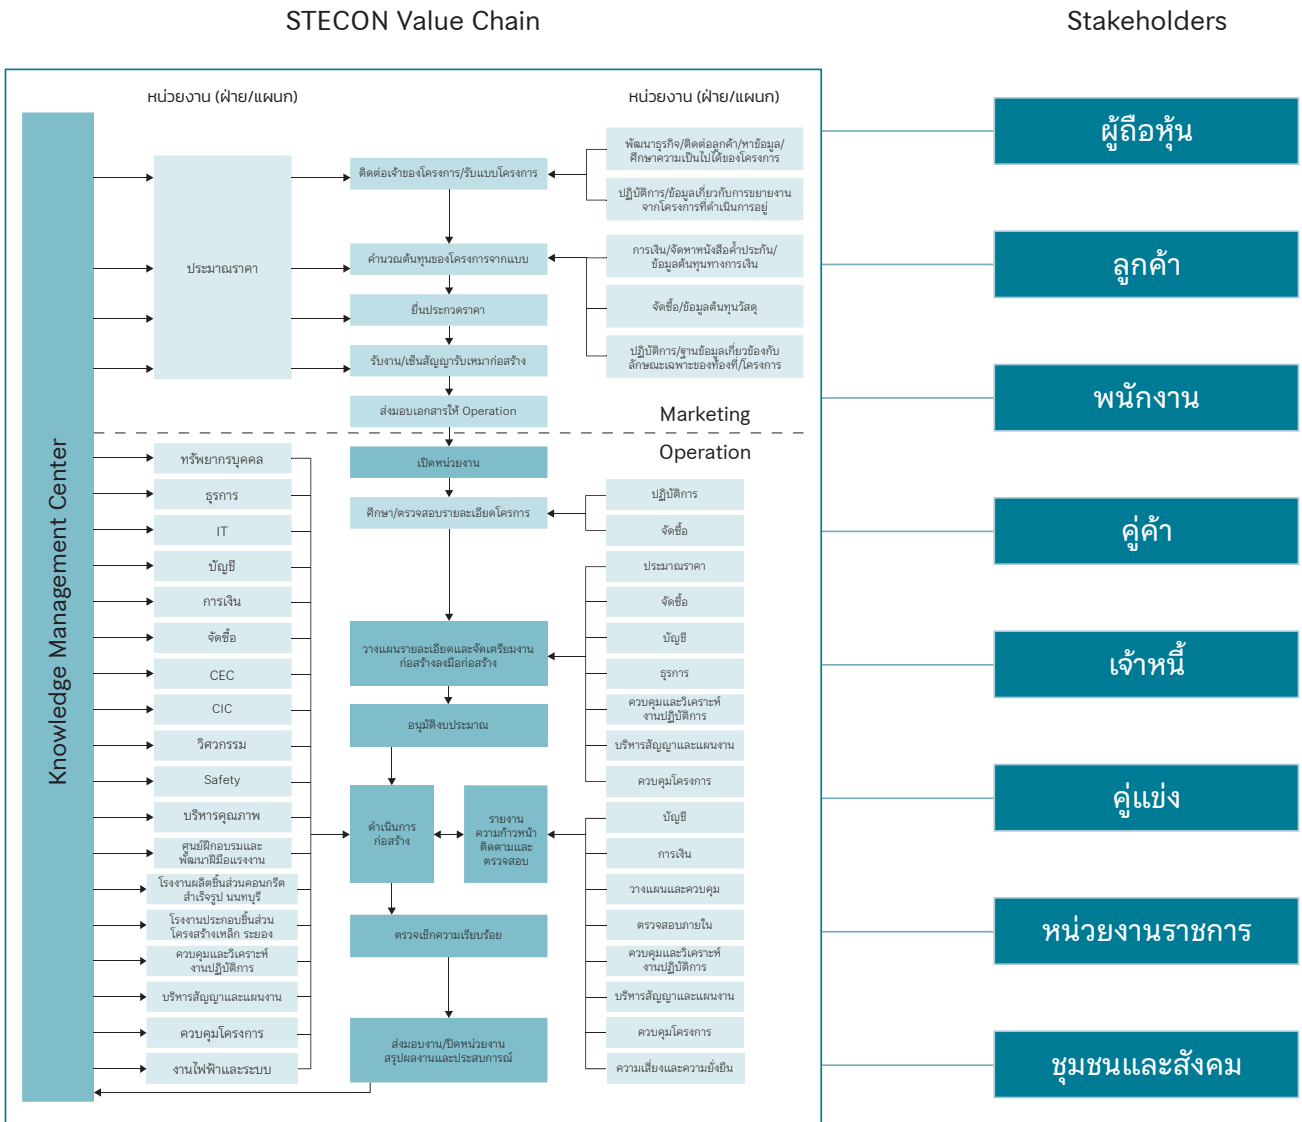 STECON Value Chain
Stakeholders
หน่วยงาน (ฝ่าย/แผนก)
หน่วยงาน (ฝ่าย/แผนก)
Knowledge Management Center
ประมาณราคา
ติดต่อเจ้าของโครงการ/รับแบบโครงการ
คำนวณต้นทุนของโครงการจากแบบ
ยื่นประกวดราคา
รับงาน/เซ็นสัญญารับเหมาก่อสร้าง
ส่งมอบเอกสารให้ Operation
พัฒนาธุรกิจ/ติดต่อลูกค้า/หาข้อมูล/
ศึกษาความเป็นไปได้ของโครงการ
ปฏิบัติการ/ข้อมูลเกี่ยวกับการขยายงาน
จากโครงการที่ดำเนินการอยู่
การเงิน/จัดหาหนังสือค้ำประกัน/
ข้อมูลต้นทุนทางการเงิน
จัดซื้อ/ข้อมูลต้นทุนวัสดุ
ปฏิบัติการ/ฐานข้อมูลเกี่ยวข้องกับ
ลักษณะเฉพาะของท้องที่/โครงการ
Marketing
Operation
ทรัพยากรบุคคล
ธุรการ
IT
บัญชี
การเงิน
จัดซื้อ
CEC
CIC
วิศวกรรม
Safety
บริหารคุณภาพ
ศูนย์ฝึกอบรมและ
พัฒนาฝีมือแรงงาน
โรงงานผลิตชิ้นส่วนคอนกรีต
สำเร็จรูป นนทบุรี
โรงงานประกอบชิ้นส่วน
โครงสร้างเหล็ก ระยอง
ควบคุมและวิเคราะห์
งานปฏิบัติการ
บริหารสัญญาและแผนงาน
ควบคุมโครงการ
งานไฟฟ้าและระบบ
เปิดหน่วยงาน
ศึกษา/ตรวจสอบรายละเอียดโครการ
วางแผนรายละเอียดและจัดเตรียมงาน
ก่อสร้างลงมือก่อสร้าง
อนุมัติงบประมาณ
ดำเนินการ
ก่อสร้าง
รายงาน
ความก้าวหน้า
ติดตามและ
ตรวจสอบ
ตรวจเช็กความเรียบร้อย
ส่งมอบงาน/ปิดหน่วยงาน
สรุปผลงานและประสบการณ์
ปฏิบัติการ
จัดซื้อ
ประมาณราคา
จัดซื้อ
บัญชี
ธุรการ
ควบคุมและวิเคราะห์
งานปฏิบัติการ
บริหารสัญญาและแผนงาน
ควบคุมโครงการ
บัญชี
การเงิน
วางแผนและควบคุม
ตรวจสอบภายใน
ควบคุมและวิเคราะห์
งานปฏิบัติการ
บริหารสัญญาและแผนงาน
ควบคุมโครงการ
ความเสี่ยงและความยั่งยืน
ผู้ถือหุ้น
ลูกค้า
พนักงาน
คู่ค้า
เจ้าหนี้
คู่แข่ง
หน่วยงานราชการ
ชุมชนและสังคม